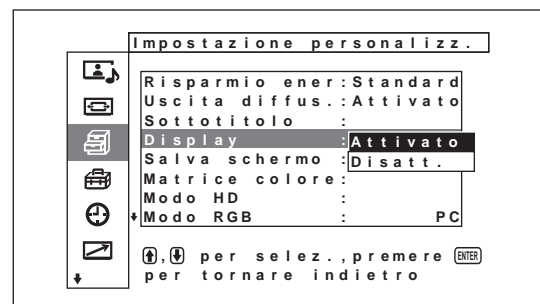 Impostazione personalizz.
Risparmio ener:Standard
Uscita diffus.:Attivato
Sottotitolo :
Display :Attivato
Salva schermo :Disatt.
Matrice colore:
Modo HD :
Modo RGB : PC
, per selez.,premere ENTER
per tornare indietro